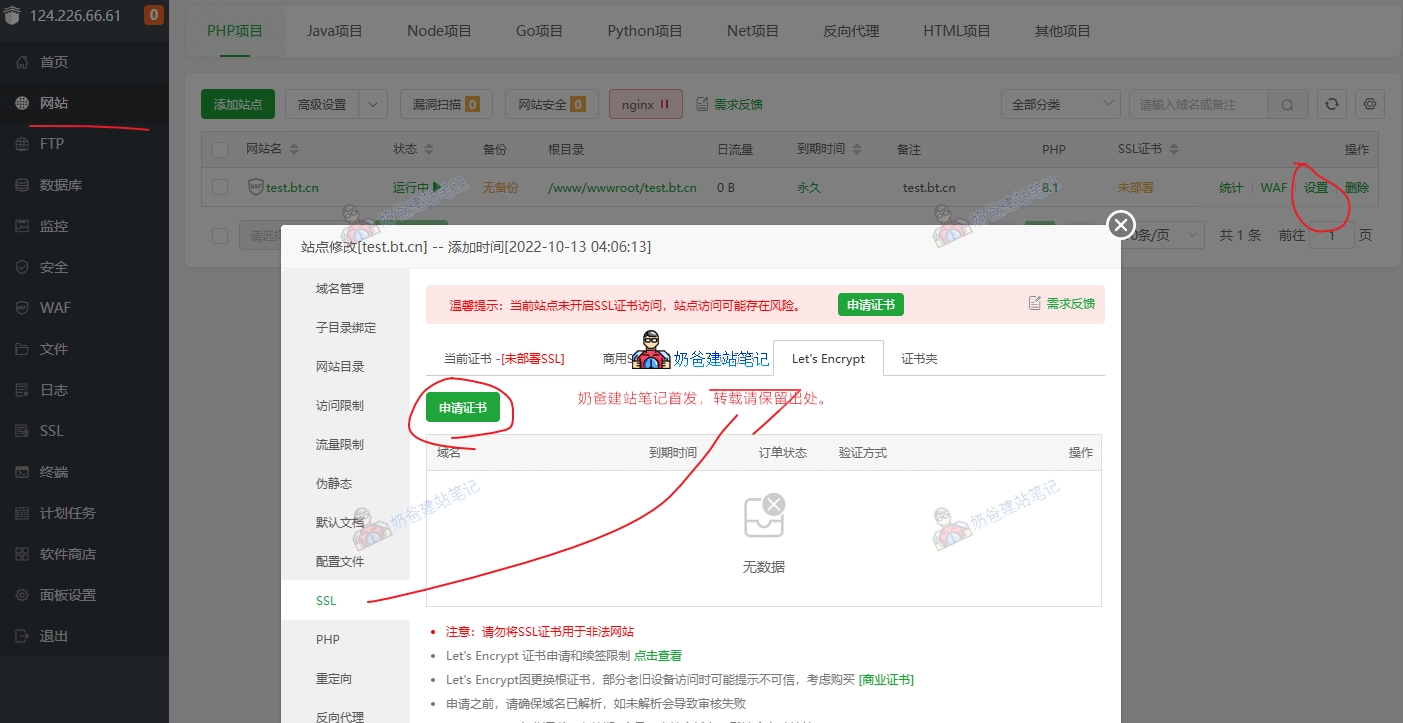 124.226.66.61 0
首页
网站
FTP
数据库
监控
安全
WAF
文件
日志
SSL
终端
计划任务
软件商店
面板设置
退出
PHP项目 Java项目 Node项目 Go项目 Python项目 Net项目 反向代理 HTML项目 其他项目
添加站点 高级设置 漏洞扫描 0 网站安全 0 nginx 需求反馈 全部分类 请输入域名或备注
网站名 状态 备份 根目录 日流量 到期时间 备注 PHP SSL证书 操作
WAF test.bt.cn 运行中 无备份 /www/wwwroot/test.bt.cn 0 B 永久 test.bt.cn 8.1 未部署 统计 WAF 设置 删除
奶爸建站笔记
奶爸建站笔记
请选 0条/页 共 1 条 前往 1 页
站点修改[test.bt.cn] -- 添加时间[2022-10-13 04:06:13]
域名管理
子目录绑定
网站目录
访问限制
流量限制
伪静态
默认文档
配置文件
SSL
PHP
重定向
反向代理
温馨提示：当前站点未开启SSL证书访问，站点访问可能存在风险。 申请证书 需求反馈
当前证书 -[未部署SSL] 商用S 奶爸建站笔记 Let's Encrypt 证书夹
申请证书
奶爸建站笔记首发，转载请保留出处。
域名 到期时间 订单状态 验证方式 操作
奶爸建站笔记
奶爸建站笔记
无数据
注意：请勿将SSL证书用于非法网站
Let's Encrypt 证书申请和续签限制 点击查看
Let's Encrypt因更换根证书，部分老旧设备访问时可能提示不可信，考虑购买 [商业证书]
申请之前，请确保域名已解析，如未解析会导致审核失败